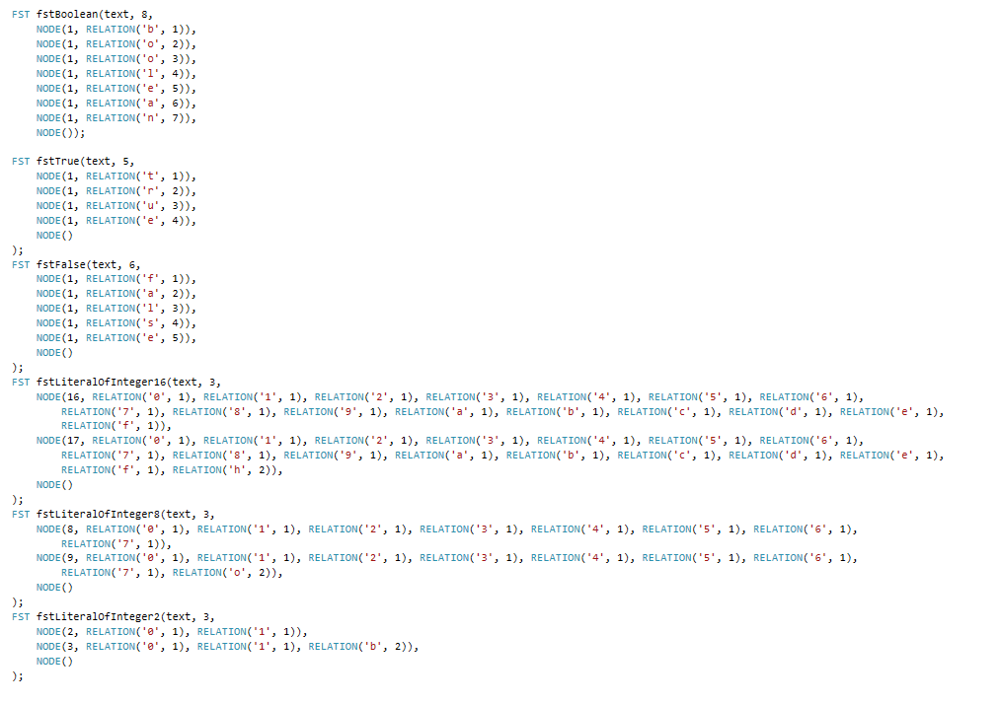 FST fstBoolean(text, 8,
NODE(1, RELATION('b', 1)),
NODE(1, RELATION('o', 2)),
NODE(1, RELATION('o', 3)),
NODE(1, RELATION('l', 4)),
NODE(1, RELATION('e', 5)),
NODE(1, RELATION('a', 6)),
NODE(1, RELATION('n', 7)),
NODE());
FST fstTrue(text, 5,
NODE(1, RELATION('t', 1)),
NODE(1, RELATION('r', 2)),
NODE(1, RELATION('u', 3)),
NODE(1, RELATION('e', 4)),
NODE()
);
FST fstFalse(text, 6,
NODE(1, RELATION('f', 1)),
NODE(1, RELATION('a', 2)),
NODE(1, RELATION('l', 3)),
NODE(1, RELATION('s', 4)),
NODE(1, RELATION('e', 5)),
NODE()
);
FST fstLiteralOfInteger16(text, 3,
NODE(16, RELATION('0', 1), RELATION('1', 1), RELATION('2', 1), RELATION('3', 1), RELATION('4', 1), RELATION('5', 1), RELATION('6', 1),
RELATION('7', 1), RELATION('8', 1), RELATION('9', 1), RELATION('a', 1), RELATION('b', 1), RELATION('c', 1), RELATION('d', 1), RELATION('e', 1),
RELATION('f', 1)),
NODE(17, RELATION('0', 1), RELATION('1', 1), RELATION('2', 1), RELATION('3', 1), RELATION('4', 1), RELATION('5', 1), RELATION('6', 1),
RELATION('7', 1), RELATION('8', 1), RELATION('9', 1), RELATION('a', 1), RELATION('b', 1), RELATION('c', 1), RELATION('d', 1), RELATION('e', 1),
RELATION('f', 1), RELATION('h', 2)),
NODE()
);
FST fstLiteralOfInteger8(text, 3,
NODE(8, RELATION('0', 1), RELATION('1', 1), RELATION('2', 1), RELATION('3', 1), RELATION('4', 1), RELATION('5', 1), RELATION('6', 1),
RELATION('7', 1)),
NODE(9, RELATION('0', 1), RELATION('1', 1), RELATION('2', 1), RELATION('3', 1), RELATION('4', 1), RELATION('5', 1), RELATION('6', 1),
RELATION('7', 1), RELATION('o', 2)),
NODE()
);
FST fstLiteralOfInteger2(text, 3,
NODE(2, RELATION('0', 1), RELATION('1', 1)),
NODE(3, RELATION('0', 1), RELATION('1', 1), RELATION('b', 2)),
NODE()
);